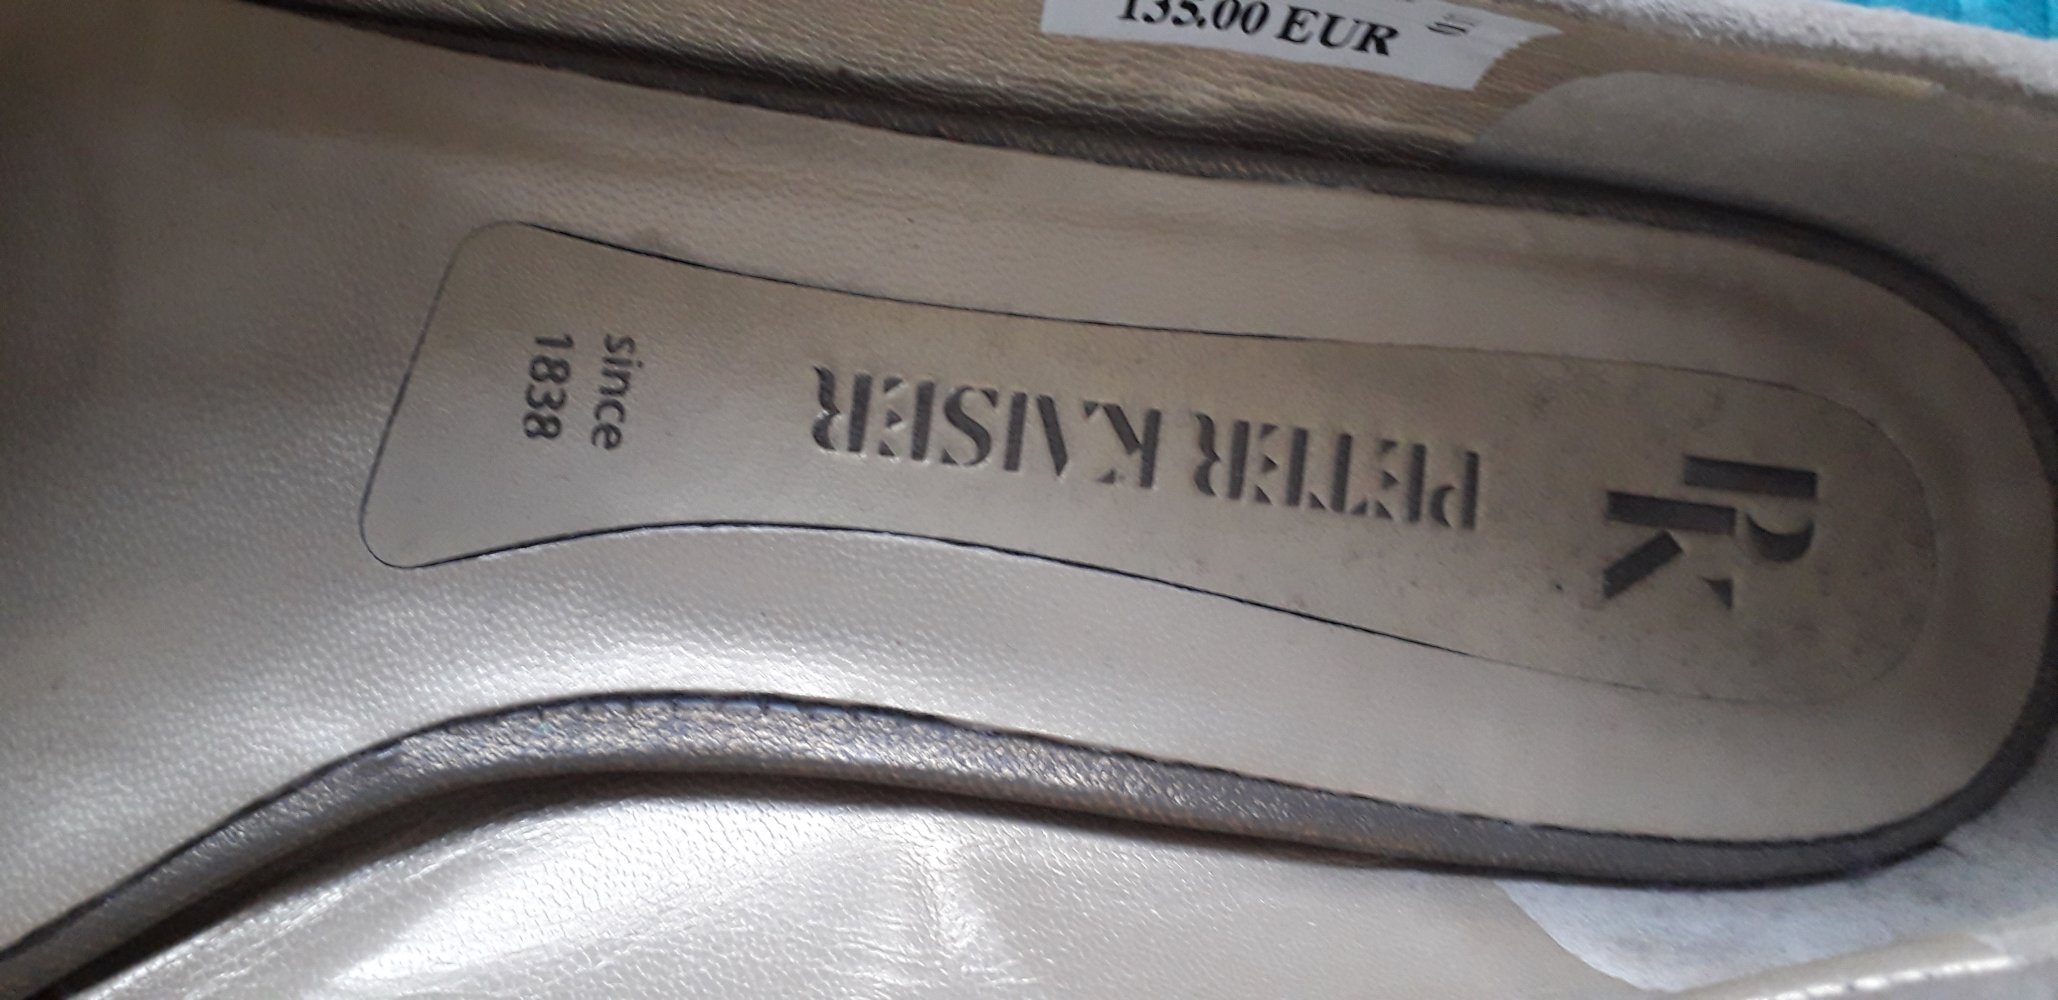 135.00 EUR
PK
PETER KAISER
since
1838